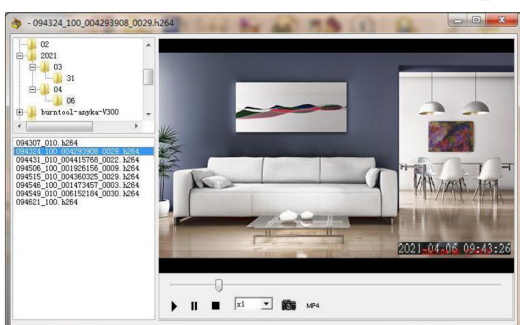 - 094324_100_004293908_0029.h264
02
2021
03
31
04
06
burntool-anyka-V300
094307_010.h264
094324_100_004293908_0029.h264
094431_010_004415768_0022.h264
094506_100_001926156_0009.h264
094515_010_004360325_0029.h264
094546_100_001473457_0003.h264
094549_010_006152184_0030.h264
094621_100.h264
2021-04-06 09:43:26
x1
MP4